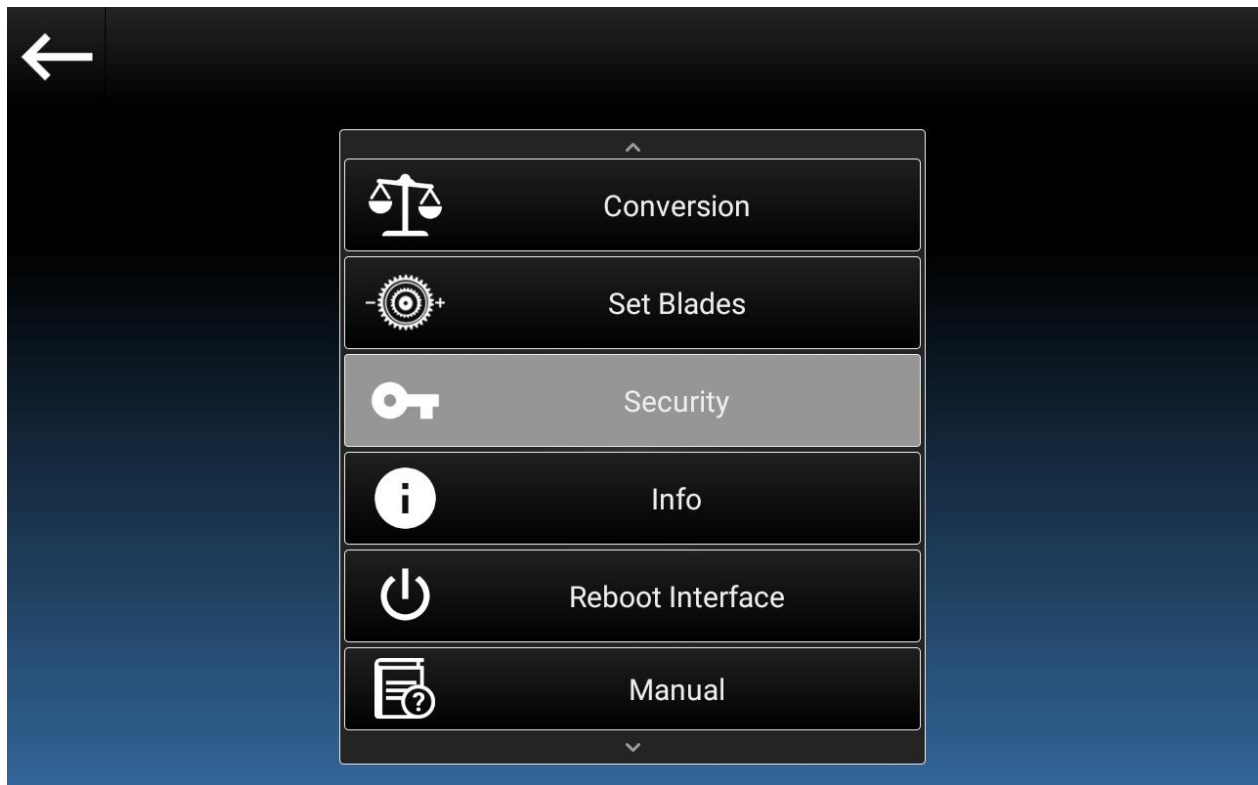 Conversion
Set Blades
Security
Info
Reboot Interface
Manual